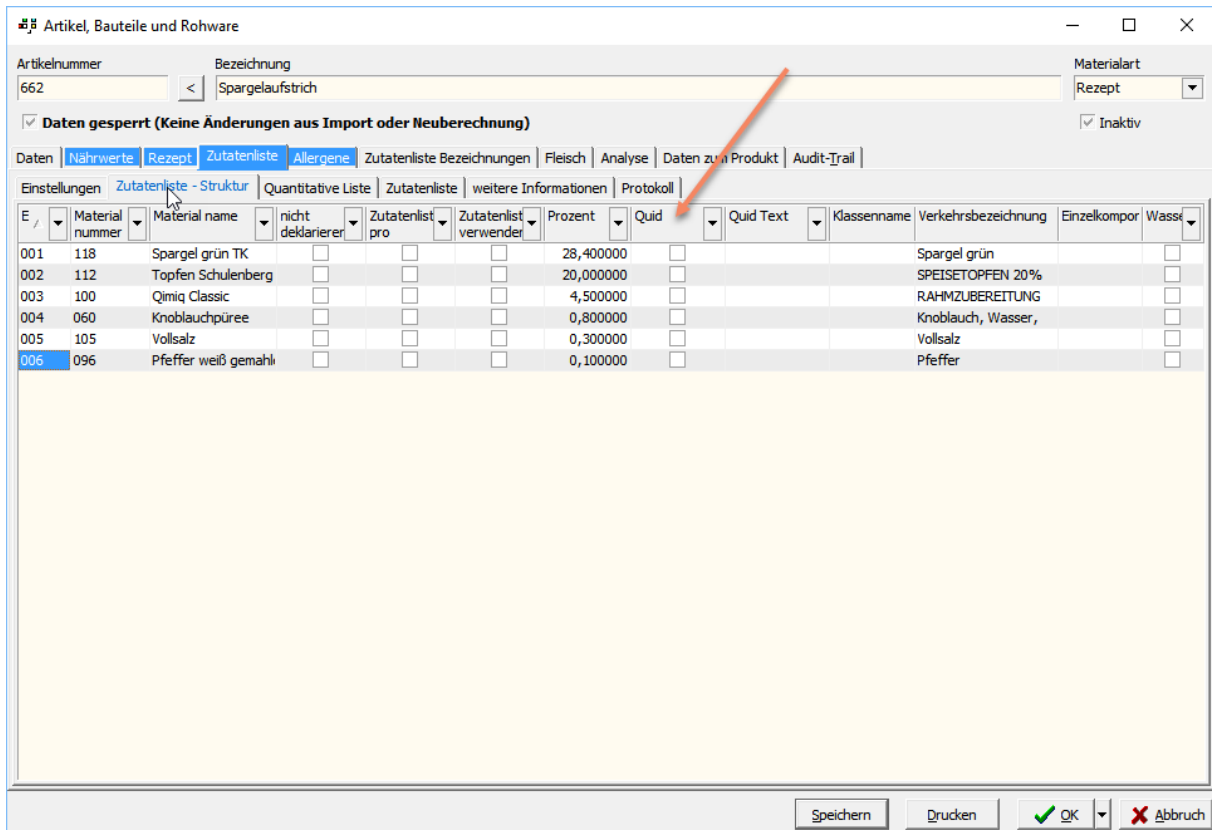 Artikel, Bauteile und Rohware
Artikelnummer Bezeichnung Materialart
662 < Spargelaufstrich Rezept
Daten gesperrt (Keine Änderungen aus Import oder Neuberechnung) Inaktiv
Daten Nährwerte Rezept Zutatenliste Allergene Zutatenliste Bezeichnungen Fleisch Analyse Daten zum Produkt Audit-Trail
Einstellungen Zutatenliste - Struktur Quantitative Liste Zutatenliste weitere Informationen Protokoll
E Material Material name nicht Zutatenlist Zutatenlist Prozent Quid Quid Text Klassenname Verkehrsbezeichnung Einzelkompor Wasse
nummer deklarieren pro verwenden
001 118 Spargel grün TK 28,400000 Spargel grün
002 112 Topfen Schulenberg 20,000000 SPEISETOPFEN 20%
003 100 Qimiq Classic 4,500000 RAHMZUBEREITUNG
004 060 Knoblauchpüree 0,800000 Knoblauch, Wasser,
005 105 Vollsalz 0,300000 Vollsalz
006 096 Pfeffer weiß gemahl 0,100000 Pfeffer
Speichern Drucken OK Abbruch